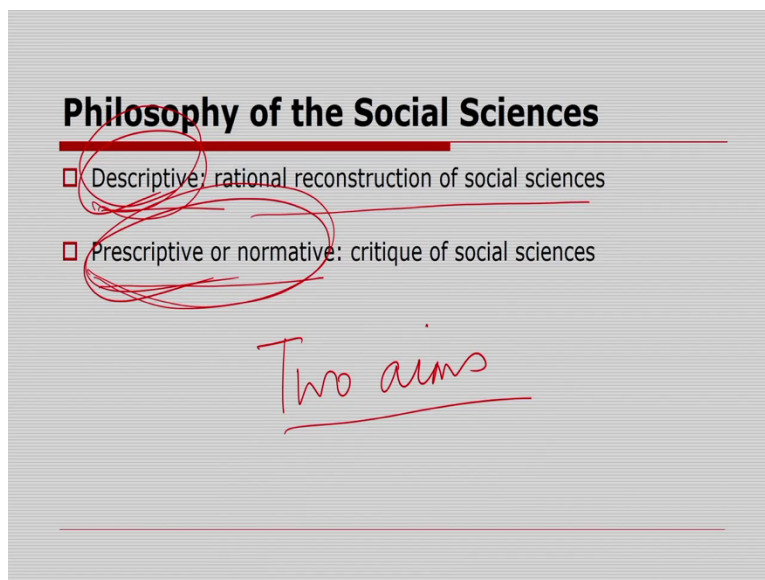 Philosophy of the Social Sciences
Descriptive: rational reconstruction of social sciences
Prescriptive or normative: critique of social sciences
Two aims